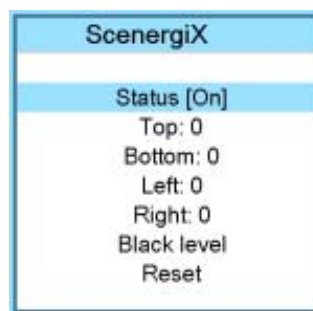 ScenergiX
Status [On]
Top: 0
Bottom: 0
Left: 0
Right: 0
Black level
Reset